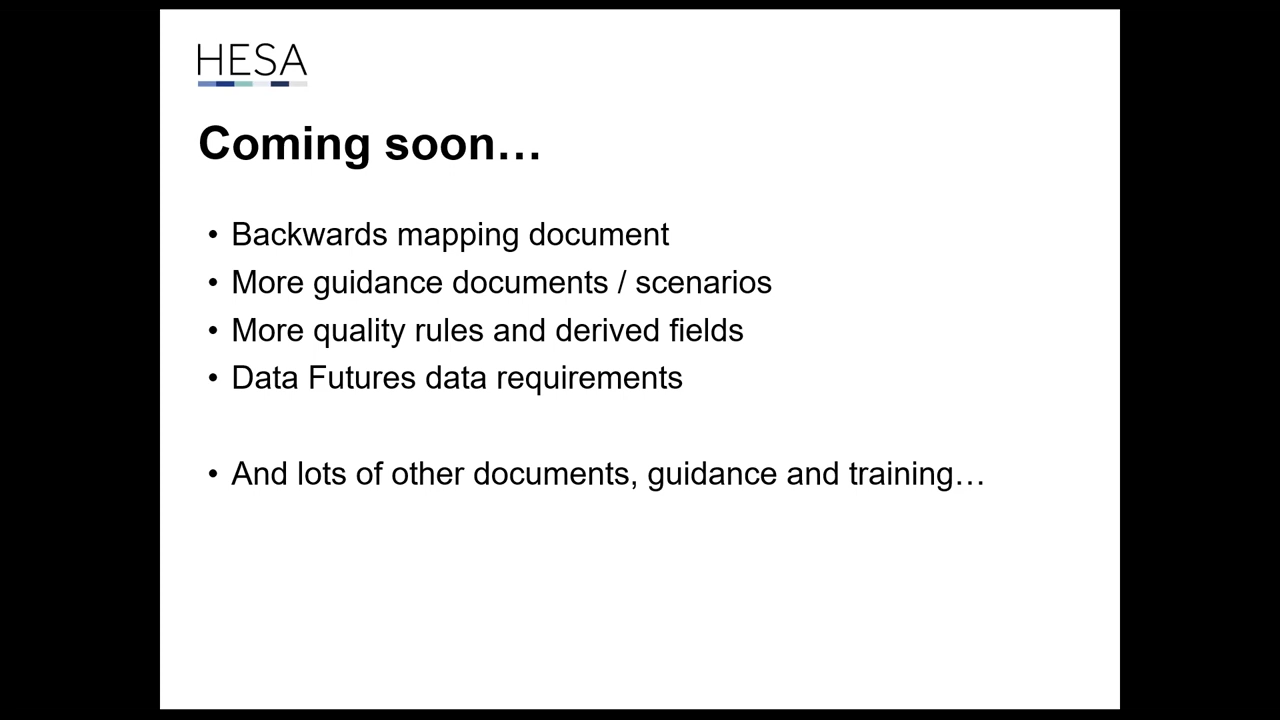 HESA
Coming soon…
• Backwards mapping document
• More guidance documents / scenarios
• More quality rules and derived fields
• Data Futures data requirements
• And lots of other documents, guidance and training…